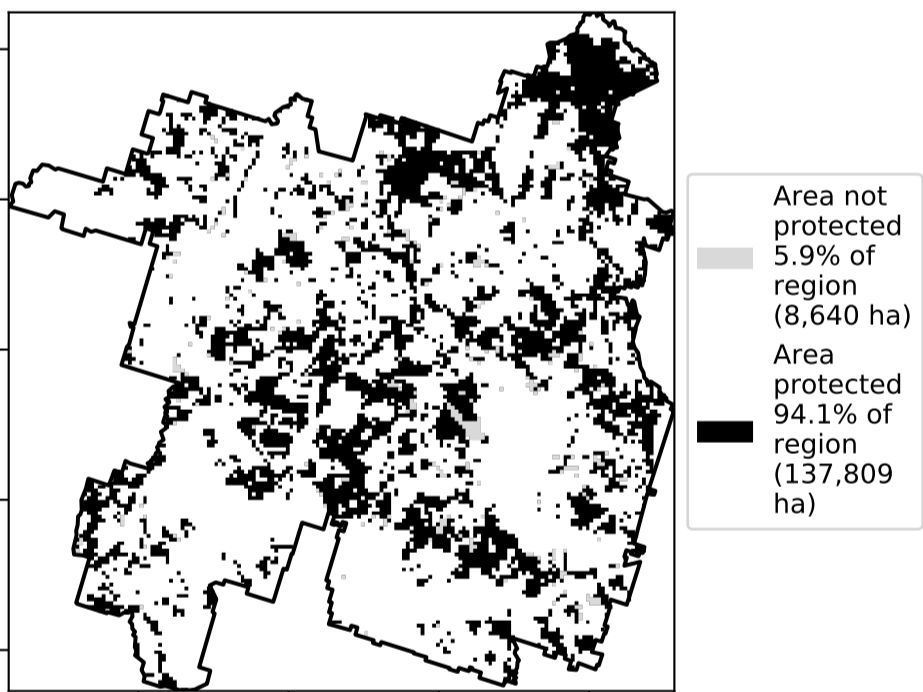 Area not
protected
5.9% of
region
(8,640 ha)
Area
protected
94.1% of
region
(137,809
ha)